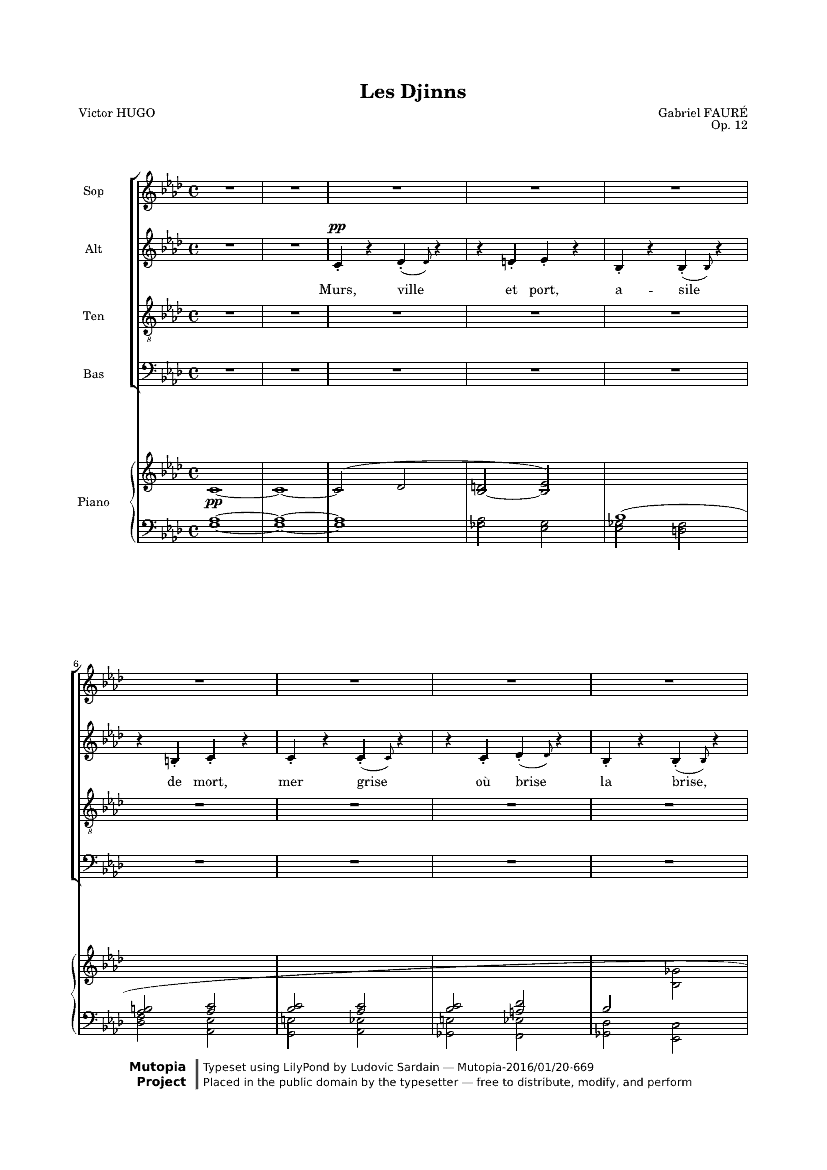 Les Djinns
Victor HUGO
Gabriel FAURÉ
Op. 12
Sop
pp
Alt
Murs, ville et port, a - sile
Ten
8
Bas
Piano
pp
6
de mort, mer grise où brise la brise,
8
Mutopia Project
Typeset using LilyPond by Ludovic Sardain — Mutopia-2016/01/20-669
Placed in the public domain by the typesetter — free to distribute, modify, and perform